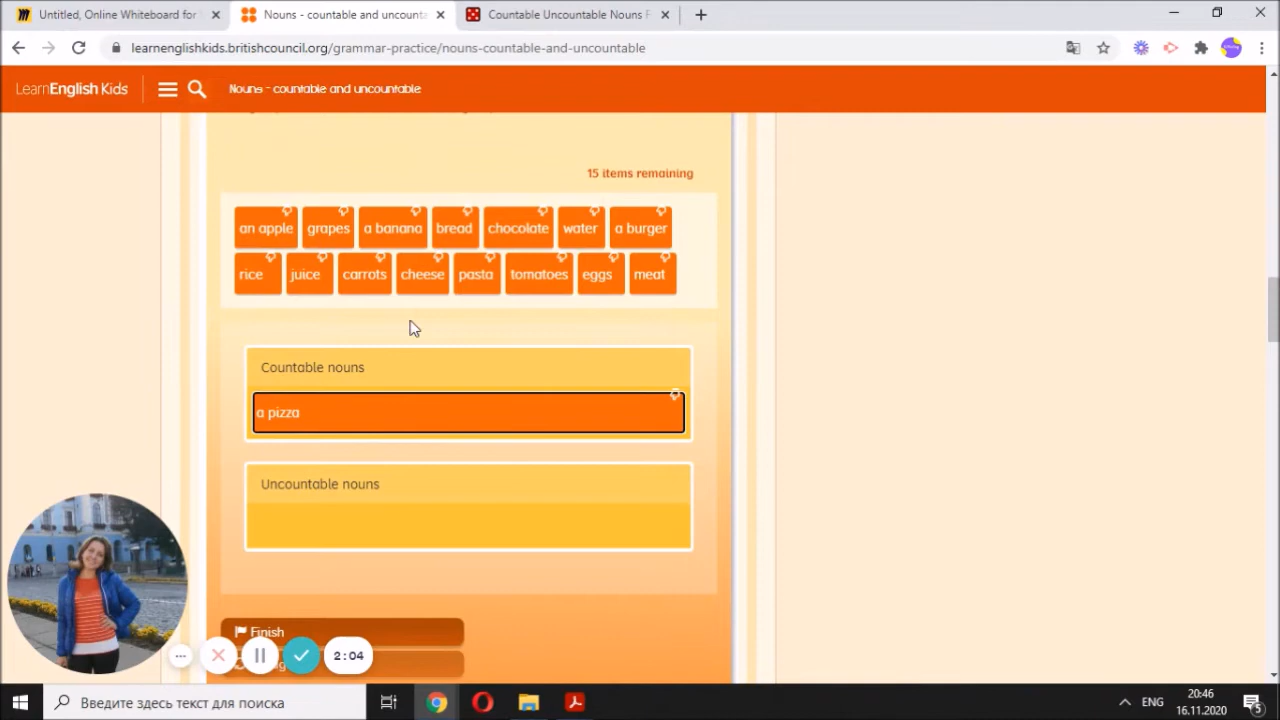 Untitled, Online Whiteboard for
Nouns - countable and uncounta
Countable Uncountable Nouns F
learnenglishkids.britishcouncil.org/grammar-practice/nouns-countable-and-uncountable
LearnEnglish Kids
Nouns - countable and uncountable
15 items remaining
an apple grapes a banana bread chocolate water a burger
rice juice carrots cheese pasta tomatoes eggs meat
Countable nouns
a pizza
Uncountable nouns
Finish
2:04
Введите здесь текст для поиска
ENG
20:46
16.11.2020
5